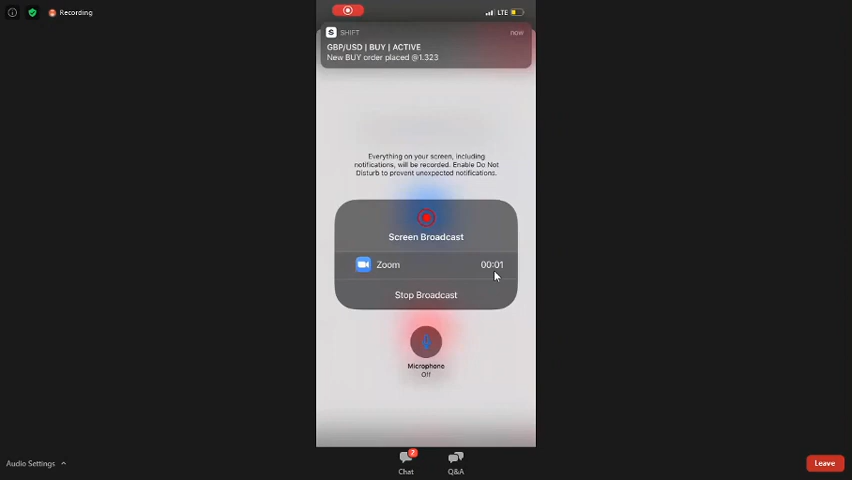 Recording
LTE
S SHIFT now
GBP/USD | BUY | ACTIVE
New BUY order placed @1.323
Everything on your screen, including
notifications, will be recorded. Enable Do Not
Disturb to prevent unexpected notifications.
Screen Broadcast
Zoom 00:01
Stop Broadcast
Microphone
Off
Audio Settings
2
Chat
Q&A
Leave